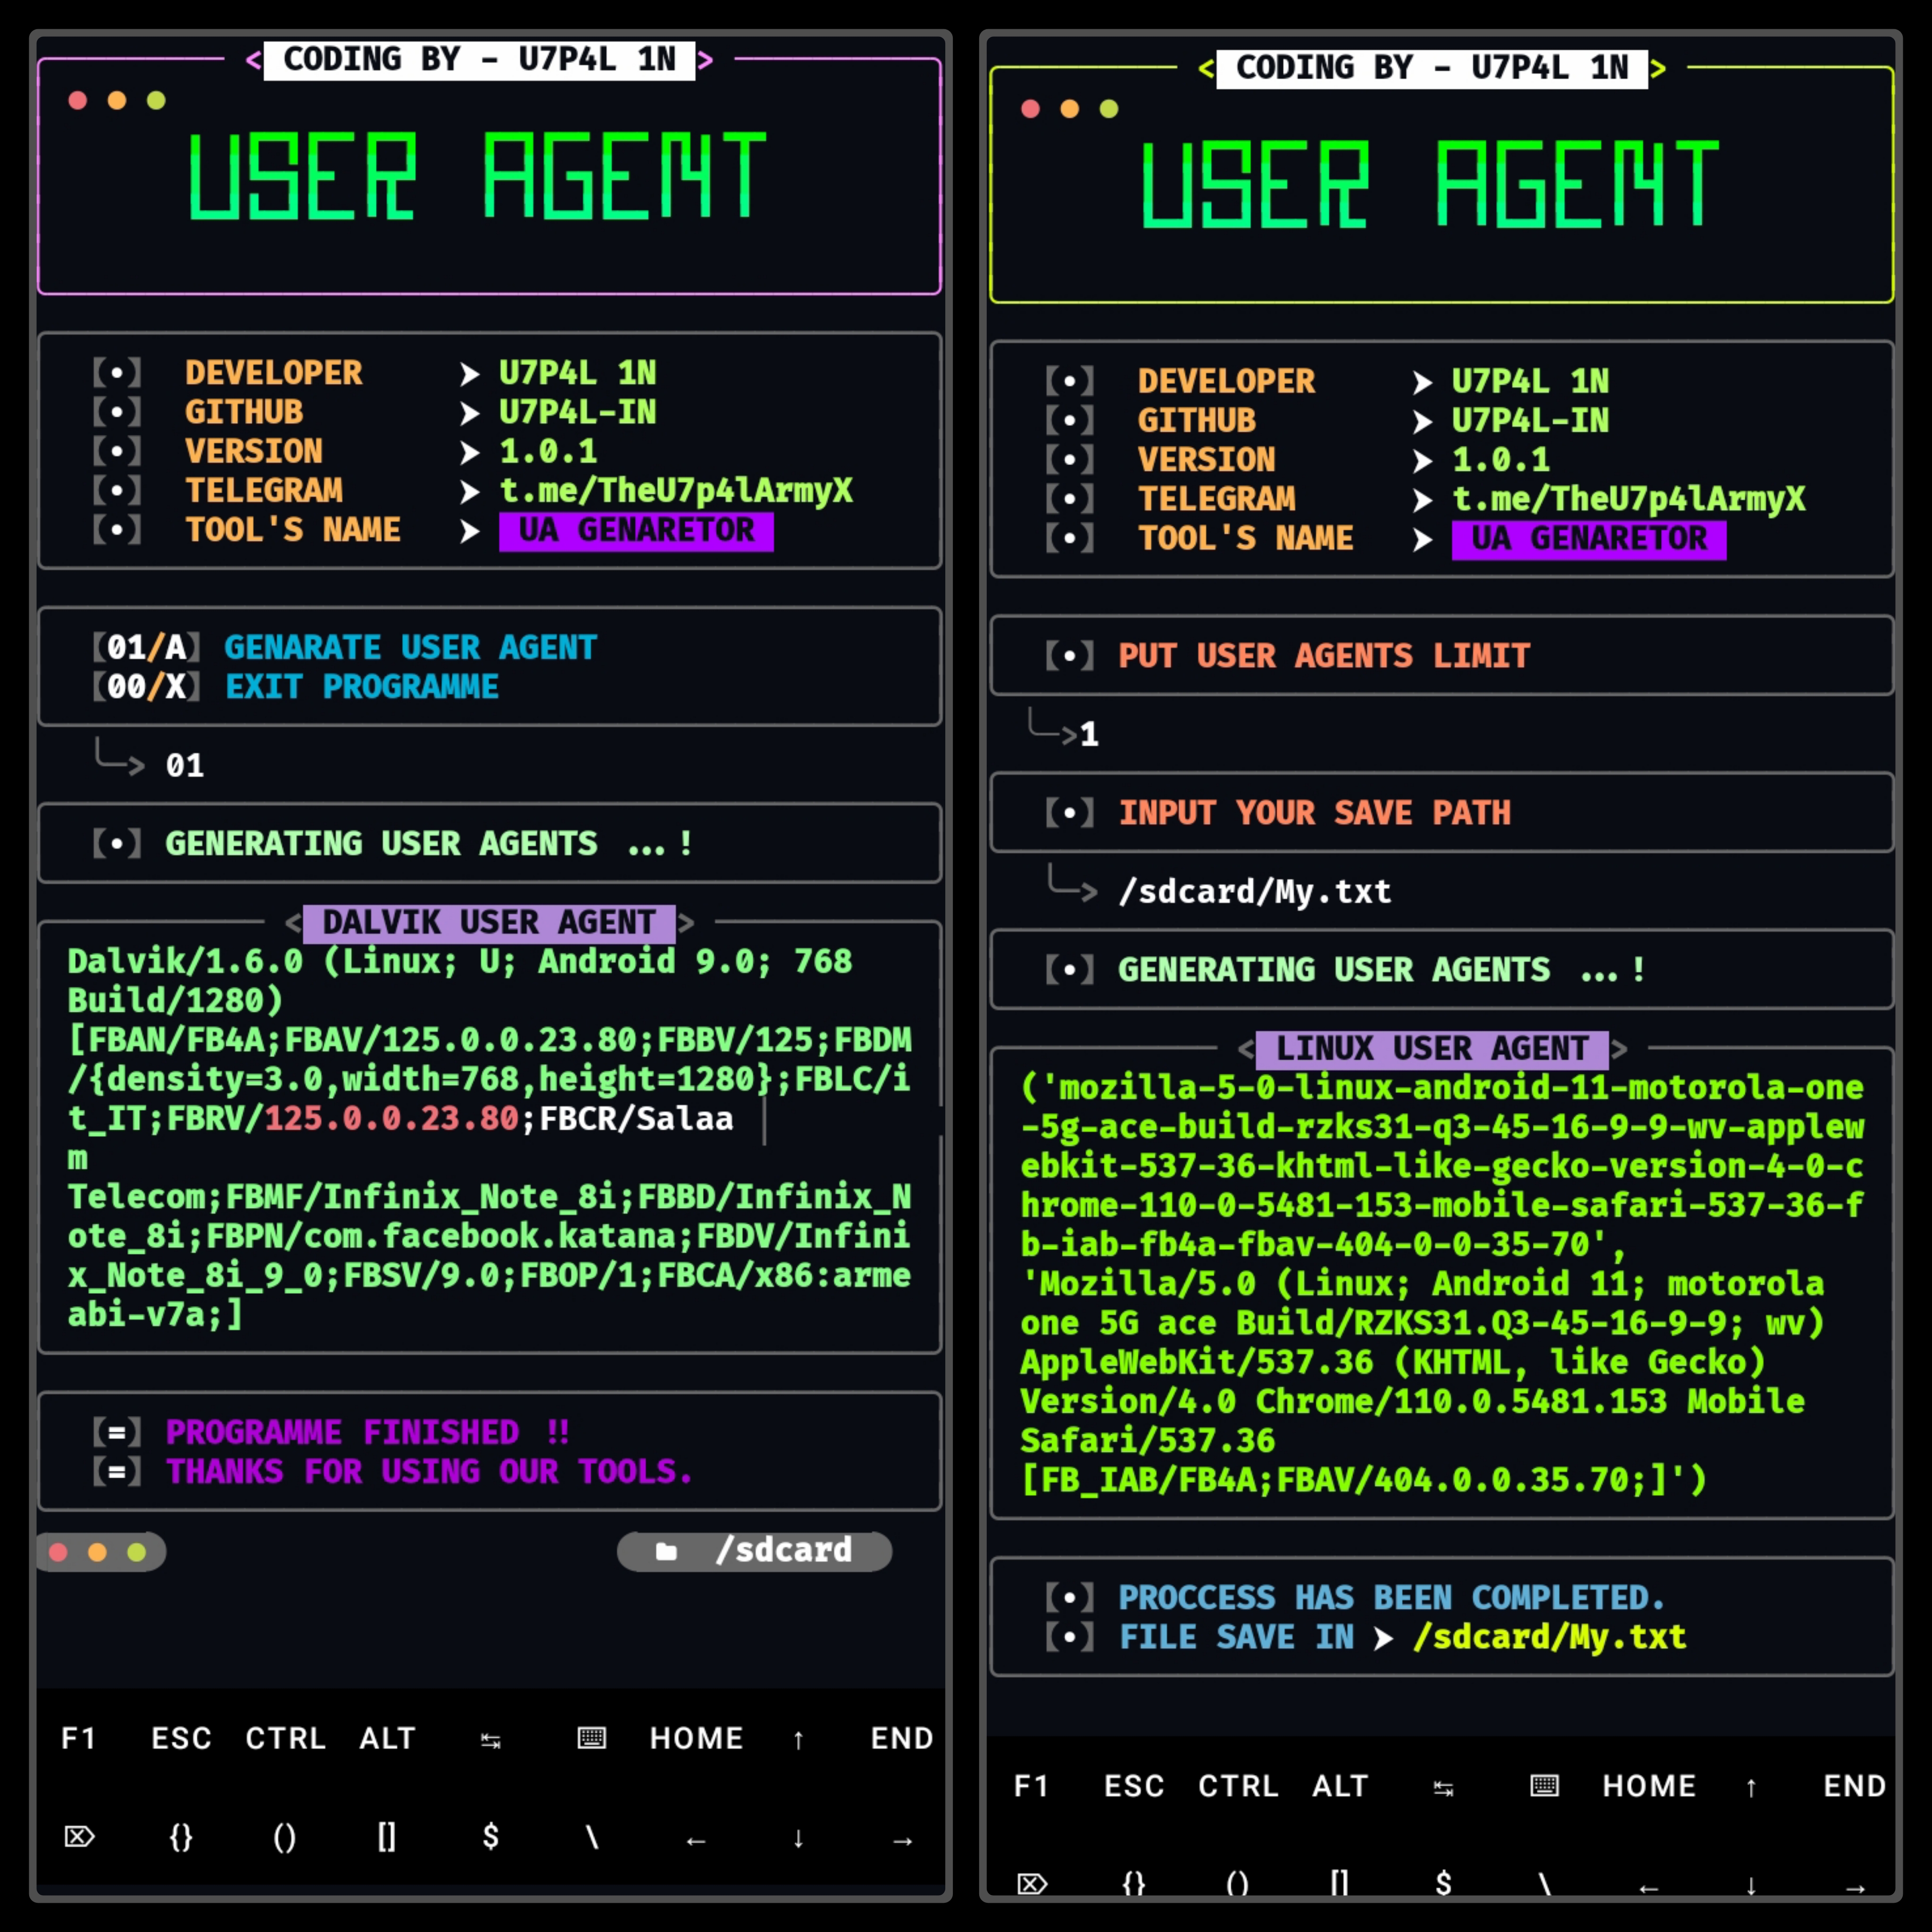 < CODING BY - U7P4L 1N >
USER AGENT
[•] DEVELOPER ➤ U7P4L 1N
[•] GITHUB ➤ U7P4L-IN
[•] VERSION ➤ 1.0.1
[•] TELEGRAM ➤ t.me/TheU7p4lArmyX
[•] TOOL'S NAME ➤ UA GENARETOR
[01/A] GENARATE USER AGENT
[00/X] EXIT PROGRAMME
╰─> 01
[•] GENERATING USER AGENTS ...!
< DALVIK USER AGENT >
Dalvik/1.6.0 (Linux; U; Android 9.0; 768
Build/1280)
[FBAN/FB4A;FBAV/125.0.0.23.80;FBBV/125;FBDM
/{density=3.0,width=768,height=1280};FBLC/i
t_IT;FBRV/125.0.0.23.80;FBCR/Salaa
m
Telecom;FBMF/Infinix_Note_8i;FBBD/Infinix_N
ote_8i;FBPN/com.facebook.katana;FBDV/Infini
x_Note_8i_9_0;FBSV/9.0;FBOP/1;FBCA/x86:arme
abi-v7a;]
[=] PROGRAMME FINISHED !!
[=] THANKS FOR USING OUR TOOLS.
/sdcard
F1 ESC CTRL ALT ↹ ⌨ HOME ↑ END
⌦ {} () [] $ \ ← ↓ →
< CODING BY - U7P4L 1N >
USER AGENT
[•] DEVELOPER ➤ U7P4L 1N
[•] GITHUB ➤ U7P4L-IN
[•] VERSION ➤ 1.0.1
[•] TELEGRAM ➤ t.me/TheU7p4lArmyX
[•] TOOL'S NAME ➤ UA GENARETOR
[•] PUT USER AGENTS LIMIT
╰─>1
[•] INPUT YOUR SAVE PATH
╰─> /sdcard/My.txt
[•] GENERATING USER AGENTS ...!
< LINUX USER AGENT >
('mozilla-5-0-linux-android-11-motorola-one
-5g-ace-build-rzks31-q3-45-16-9-9-wv-applew
ebkit-537-36-khtml-like-gecko-version-4-0-c
hrome-110-0-5481-153-mobile-safari-537-36-f
b-iab-fb4a-fbav-404-0-0-35-70',
'Mozilla/5.0 (Linux; Android 11; motorola
one 5G ace Build/RZKS31.Q3-45-16-9-9; wv)
AppleWebKit/537.36 (KHTML, like Gecko)
Version/4.0 Chrome/110.0.5481.153 Mobile
Safari/537.36
[FB_IAB/FB4A;FBAV/404.0.0.35.70;]')
[•] PROCCESS HAS BEEN COMPLETED.
[•] FILE SAVE IN ➤ /sdcard/My.txt
F1 ESC CTRL ALT ↹ ⌨ HOME ↑ END
⌦ {} () [] $ \ ← ↓ →